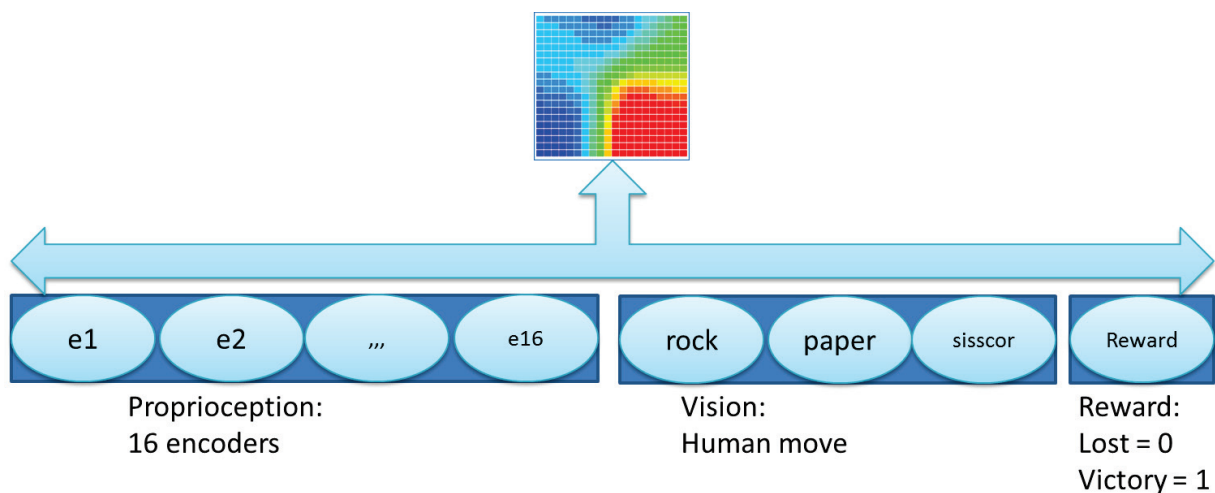 e1
e2
,,,
e16
rock
paper
sisscor
Reward
Proprioception:
16 encoders
Vision:
Human move
Reward:
Lost = 0
Victory = 1